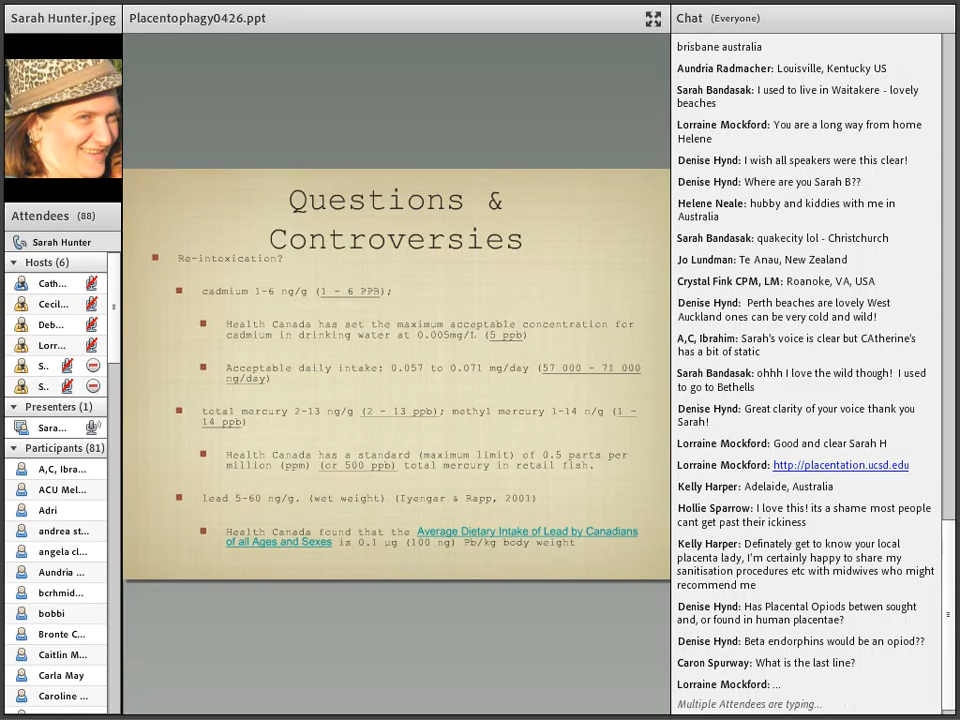 Sarah Hunter.jpeg
Placentophagy0426.ppt
Chat (Everyone)
Attendees (88)
Sarah Hunter
Hosts (6)
Cath...
Cecil...
Deb...
Lorr...
S..
S..
Presenters (1)
Sara...
Participants (81)
A,C, Ibra...
ACU Mel...
Adri
andrea st...
angela cl...
Aundria ...
bcrhmid...
bobbi
Bronte C...
Caitlin M...
Carla May
Caroline ...
Questions &
Controversies
Re-intoxication?
cadmium 1-6 ng/g (1 - 6 PPB);
Health Canada has set the maximum acceptable concentration for
cadmium in drinking water at 0.005mg/L (5 ppb)
Acceptable daily intake: 0.057 to 0.071 mg/day (57 000 - 71 000
ng/day)
total mercury 2-13 ng/g (2 - 13 ppb); methyl mercury 1-14 n/g (1 -
14 ppb)
Health Canada has a standard (maximum limit) of 0.5 parts per
million (ppm) (or 500 ppb) total mercury in retail fish.
lead 5-60 ng/g. (wet weight) (Iyengar & Rapp, 2001)
Health Canada found that the Average Dietary Intake of Lead by Canadians
of all Ages and Sexes is 0.1 µg (100 ng) Pb/kg body weight
brisbane australia
Aundria Radmacher: Louisville, Kentucky US
Sarah Bandasak: I used to live in Waitakere - lovely
beaches
Lorraine Mockford: You are a long way from home
Helene
Denise Hynd: I wish all speakers were this clear!
Denise Hynd: Where are you Sarah B??
Helene Neale: hubby and kiddies with me in
Australia
Sarah Bandasak: quakecity lol - Christchurch
Jo Lundman: Te Anau, New Zealand
Crystal Fink CPM, LM: Roanoke, VA, USA
Denise Hynd: Perth beaches are lovely West
Auckland ones can be very cold and wild!
A,C, Ibrahim: Sarah's voice is clear but CAtherine's
has a bit of static
Sarah Bandasak: ohhh I love the wild though! I used
to go to Bethells
Denise Hynd: Great clarity of your voice thank you
Sarah!
Lorraine Mockford: Good and clear Sarah H
Lorraine Mockford: http://placentation.ucsd.edu
Kelly Harper: Adelaide, Australia
Hollie Sparrow: I love this! its a shame most people
cant get past their ickiness
Kelly Harper: Definately get to know your local
placenta lady, I'm certainly happy to share my
sanitisation procedures etc with midwives who might
recommend me
Denise Hynd: Has Placental Opiods betwen sought
and, or found in human placentae?
Denise Hynd: Beta endorphins would be an opiod??
Caron Spurway: What is the last line?
Lorraine Mockford: ...
Multiple Attendees are typing...